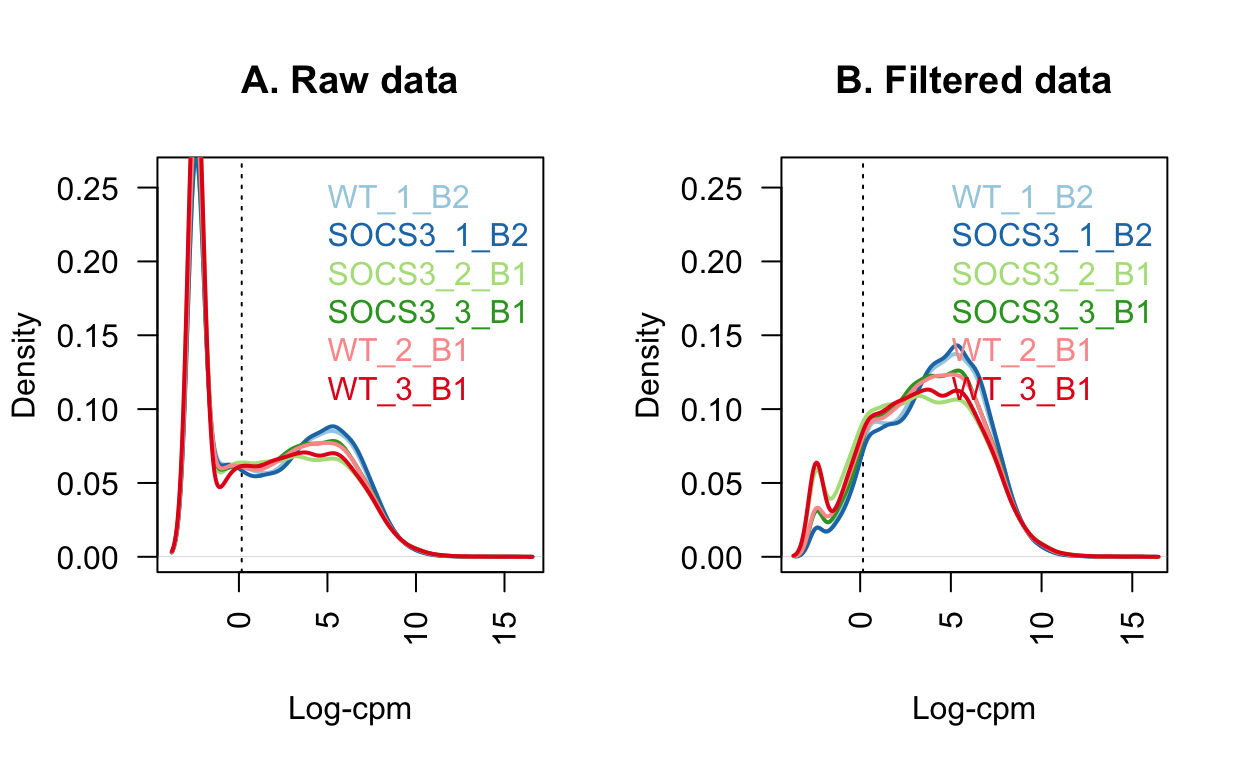 A. Raw data
Density
0.25
0.20
0.15
0.10
0.05
0.00
WT_1_B2
SOCS3_1_B2
SOCS3_2_B1
SOCS3_3_B1
WT_2_B1
WT_3_B1
0 5 10 15
Log-cpm
B. Filtered data
Density
0.25
0.20
0.15
0.10
0.05
0.00
WT_1_B2
SOCS3_1_B2
SOCS3_2_B1
SOCS3_3_B1
WT_2_B1
WT_3_B1
0 5 10 15
Log-cpm